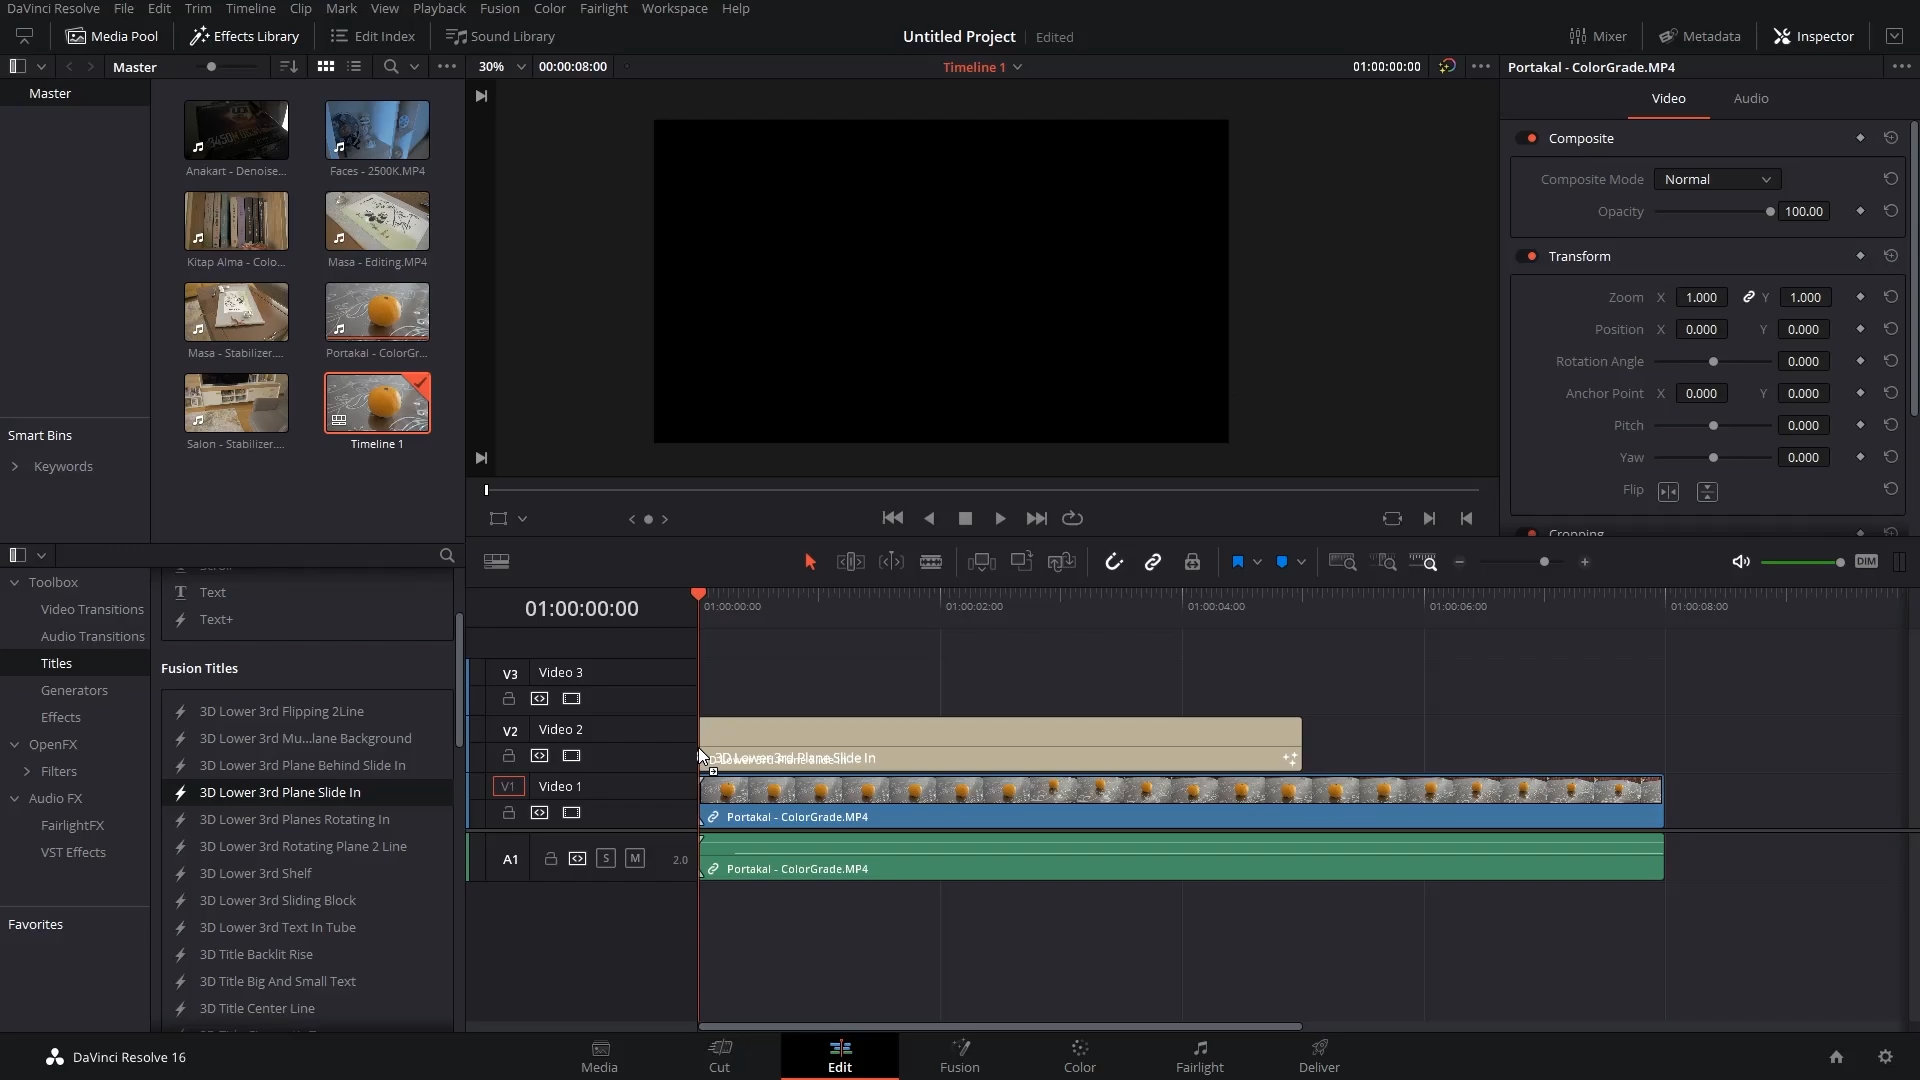 DaVinci Resolve File Edit Trim Timeline Clip Mark View Playback Fusion Color Fairlight Workspace Help
Media Pool Effects Library Edit Index Sound Library Untitled Project Edited Mixer Metadata Inspector
Master 30% 00:00:08:00 Timeline 1 01:00:00:00 Portakal - ColorGrade.MP4
Master
Video Audio
Composite
Composite Mode Normal
Opacity 100.00
Transform
Zoom X 1.000 Y 1.000
Position X 0.000 Y 0.000
Rotation Angle 0.000
Anchor Point X 0.000 Y 0.000
Pitch 0.000
Yaw 0.000
Flip
Cropping
Anakart - Denoise... Faces - 2500K.MP4
Kitap Alma - Colo... Masa - Editing.MP4
Masa - Stabilizer.... Portakal - ColorGr...
Salon - Stabilizer.... Timeline 1
Smart Bins
Keywords
Toolbox
Video Transitions
Audio Transitions
Titles
Generators
Effects
OpenFX
Filters
Audio FX
FairlightFX
VST Effects
Favorites
Text
Text+
Fusion Titles
3D Lower 3rd Flipping 2Line
3D Lower 3rd Mu...lane Background
3D Lower 3rd Plane Behind Slide In
3D Lower 3rd Plane Slide In
3D Lower 3rd Planes Rotating In
3D Lower 3rd Rotating Plane 2 Line
3D Lower 3rd Shelf
3D Lower 3rd Sliding Block
3D Lower 3rd Text In Tube
3D Title Backlit Rise
3D Title Big And Small Text
3D Title Center Line
DIM
01:00:00:00 01:00:00:00 01:00:02:00 01:00:04:00 01:00:06:00 01:00:08:00
V3 Video 3
V2 Video 2
3D Lower 3rd Plane Slide In
V1 Video 1
Portakal - ColorGrade.MP4
A1 S M 2.0
Portakal - ColorGrade.MP4
DaVinci Resolve 16 Media Cut Edit Fusion Color Fairlight Deliver